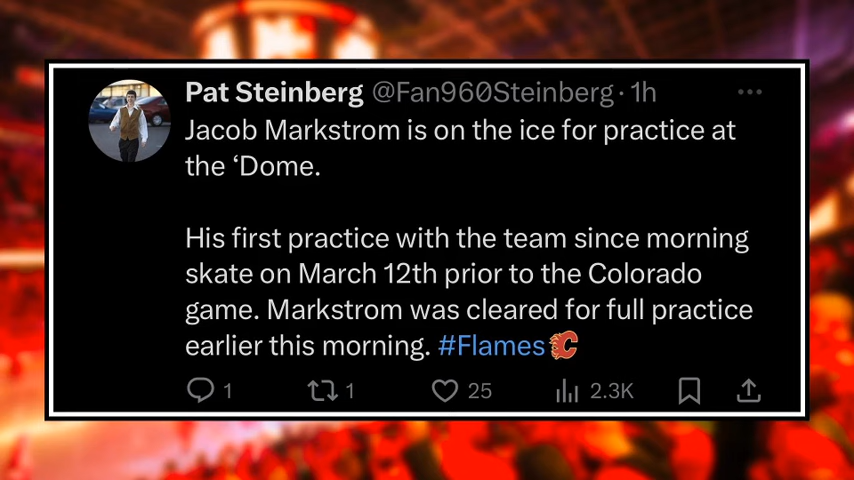 Pat Steinberg @Fan960Steinberg · 1h
Jacob Markstrom is on the ice for practice at
the ‘Dome.
His first practice with the team since morning
skate on March 12th prior to the Colorado
game. Markstrom was cleared for full practice
earlier this morning. #Flames
1 1 25 2.3K